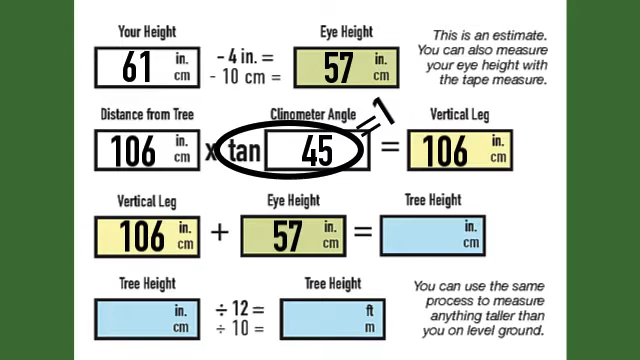 Your Height
Eye Height
61 in. cm
- 4 in. =
- 10 cm =
57 in. cm
This is an estimate.
You can also measure
your eye height with
the tape measure.
Distance from Tree
Clinometer Angle
=1
Vertical Leg
106 in. cm x tan 45 = 106 in. cm
Vertical Leg
Eye Height
Tree Height
106 in. cm + 57 in. cm = in. cm
Tree Height
Tree Height
in. cm
÷ 12 =
÷ 10 =
ft m
You can use the same
process to measure
anything taller than
you on level ground.